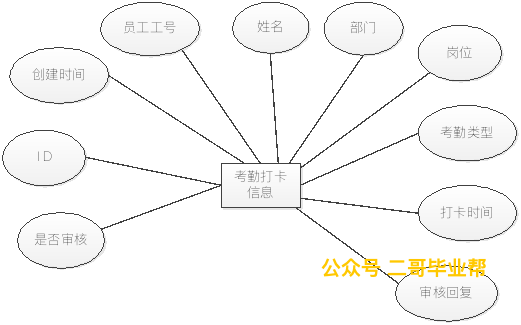 员工工号
姓名
部门
岗位
创建时间
考勤类型
ID
考勤打卡
信息
打卡时间
是否审核
公众号 二哥毕业帮
审核回复